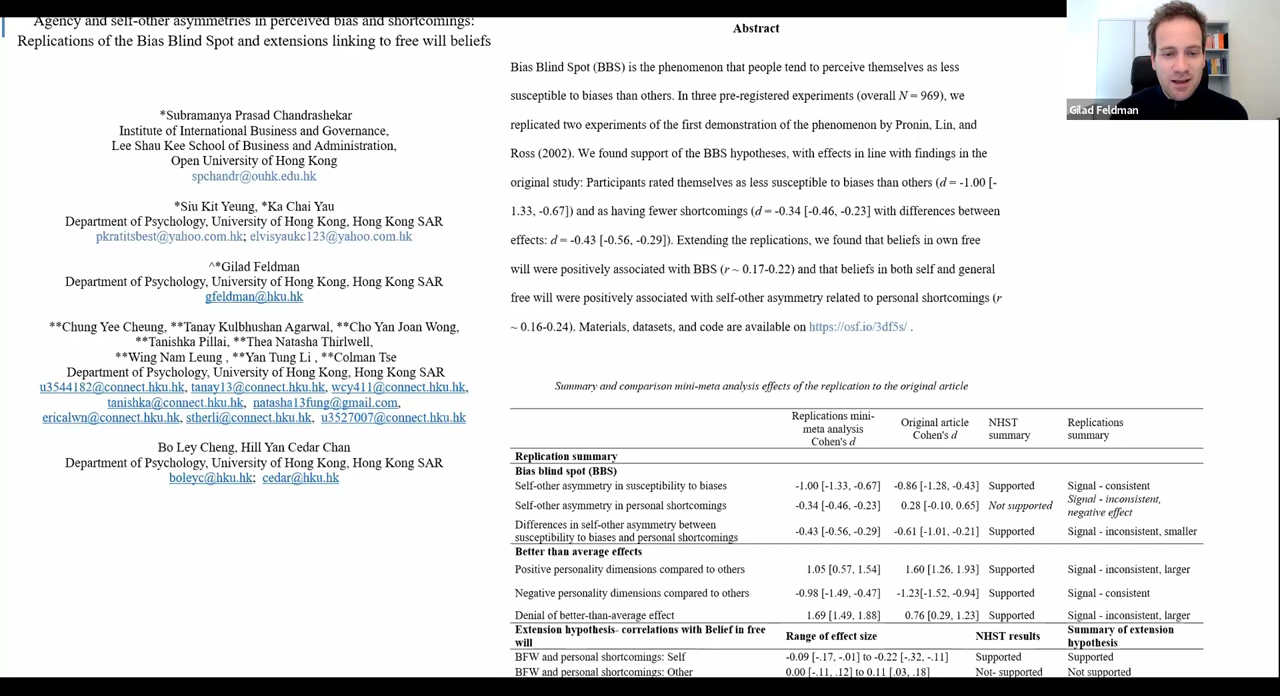 Agency and self-other asymmetries in perceived bias and shortcomings:
Replications of the Bias Blind Spot and extensions linking to free will beliefs
*Subramanya Prasad Chandrashekar
Institute of International Business and Governance,
Lee Shau Kee School of Business and Administration,
Open University of Hong Kong
spchandr@ouhk.edu.hk
*Siu Kit Yeung, *Ka Chai Yau
Department of Psychology, University of Hong Kong, Hong Kong SAR
pkratitsbest@yahoo.com.hk; elvisyaukc123@yahoo.com.hk
^*Gilad Feldman
Department of Psychology, University of Hong Kong, Hong Kong SAR
gfeldman@hku.hk
**Chung Yee Cheung, **Tanay Kulbhushan Agarwal, **Cho Yan Joan Wong,
**Tanishka Pillai, **Thea Natasha Thirlwell,
**Wing Nam Leung , **Yan Tung Li , **Colman Tse
Department of Psychology, University of Hong Kong, Hong Kong SAR
u3544182@connect.hku.hk, tanay13@connect.hku.hk, wcy411@connect.hku.hk,
tanishka@connect.hku.hk, natasha13fung@gmail.com,
ericalwn@connect.hku.hk, stherli@connect.hku.hk, u3527007@connect.hku.hk
Bo Ley Cheng, Hill Yan Cedar Chan
Department of Psychology, University of Hong Kong, Hong Kong SAR
boleyc@hku.hk; cedar@hku.hk
Abstract
Bias Blind Spot (BBS) is the phenomenon that people tend to perceive themselves as less
susceptible to biases than others. In three pre-registered experiments (overall N = 969), we
replicated two experiments of the first demonstration of the phenomenon by Pronin, Lin, and
Ross (2002). We found support of the BBS hypotheses, with effects in line with findings in the
original study: Participants rated themselves as less susceptible to biases than others (d = -1.00 [-
1.33, -0.67]) and as having fewer shortcomings (d = -0.34 [-0.46, -0.23] with differences between
effects: d = -0.43 [-0.56, -0.29]). Extending the replications, we found that beliefs in own free
will were positively associated with BBS (r ~ 0.17-0.22) and that beliefs in both self and general
free will were positively associated with self-other asymmetry related to personal shortcomings (r
~ 0.16-0.24). Materials, datasets, and code are available on https://osf.io/3df5s/ .
Summary and comparison mini-meta analysis effects of the replication to the original article
Replications mini-
meta analysis
Cohen's d
Original article
Cohen's d
NHST
summary
Replications
summary
Replication summary
Bias blind spot (BBS)
Self-other asymmetry in susceptibility to biases -1.00 [-1.33, -0.67] -0.86 [-1.28, -0.43] Supported Signal - consistent
Self-other asymmetry in personal shortcomings -0.34 [-0.46, -0.23] 0.28 [-0.10, 0.65] Not supported Signal - inconsistent,
negative effect
Differences in self-other asymmetry between
susceptibility to biases and personal shortcomings -0.43 [-0.56, -0.29] -0.61 [-1.01, -0.21] Supported Signal - inconsistent, smaller
Better than average effects
Positive personality dimensions compared to others 1.05 [0.57, 1.54] 1.60 [1.26, 1.93] Supported Signal - inconsistent, larger
Negative personality dimensions compared to others -0.98 [-1.49, -0.47] -1.23[-1.52, -0.94] Supported Signal - consistent
Denial of better-than-average effect 1.69 [1.49, 1.88] 0.76 [0.29, 1.23] Supported Signal - inconsistent, larger
Extension hypothesis- correlations with Belief in free
will
Range of effect size NHST results Summary of extension
hypothesis
BFW and personal shortcomings: Self -0.09 [-.17, -.01] to -0.22 [-.32, -.11] Supported Supported
BFW and personal shortcomings: Other 0.00 [-.11, .12] to 0.11 [.03, .18] Not- supported Not supported
Gilad Feldman